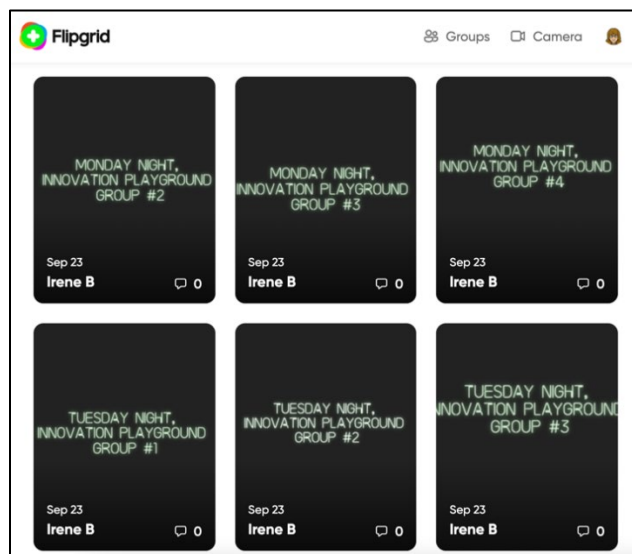 Flipgrid
Groups
Camera
MONDAY NIGHT,
INNOVATION PLAYGROUND
GROUP #2
Sep 23
Irene B
0
MONDAY NIGHT,
INNOVATION PLAYGROUND
GROUP #3
Sep 23
Irene B
0
MONDAY NIGHT,
INNOVATION PLAYGROUND
GROUP #4
Sep 23
Irene B
0
TUESDAY NIGHT,
INNOVATION PLAYGROUND
GROUP #1
Sep 23
Irene B
0
TUESDAY NIGHT,
INNOVATION PLAYGROUND
GROUP #2
Sep 23
Irene B
0
TUESDAY NIGHT,
INNOVATION PLAYGROUND
GROUP #3
Sep 23
Irene B
0